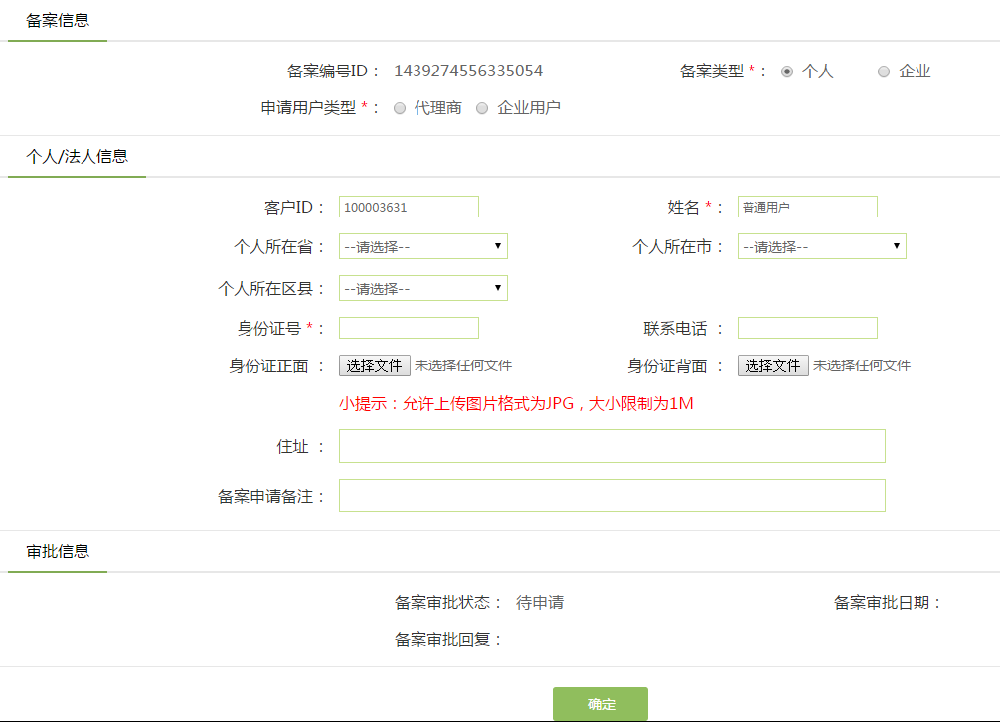 备案信息
备案编号ID： 1439274556335054 备案类型 *： 个人 企业
申请用户类型 *： 代理商 企业用户
个人/法人信息
客户ID： 100003631 姓名 *： 普通用户
个人所在省： --请选择-- 个人所在市： --请选择--
个人所在区县： --请选择--
身份证号 *： 联系电话 ：
身份证正面 ： 选择文件 未选择任何文件 身份证背面 ： 选择文件 未选择任何文件
小提示：允许上传图片格式为JPG，大小限制为1M
住址 ：
备案申请备注：
审批信息
备案审批状态： 待申请 备案审批日期：
备案审批回复：
确定